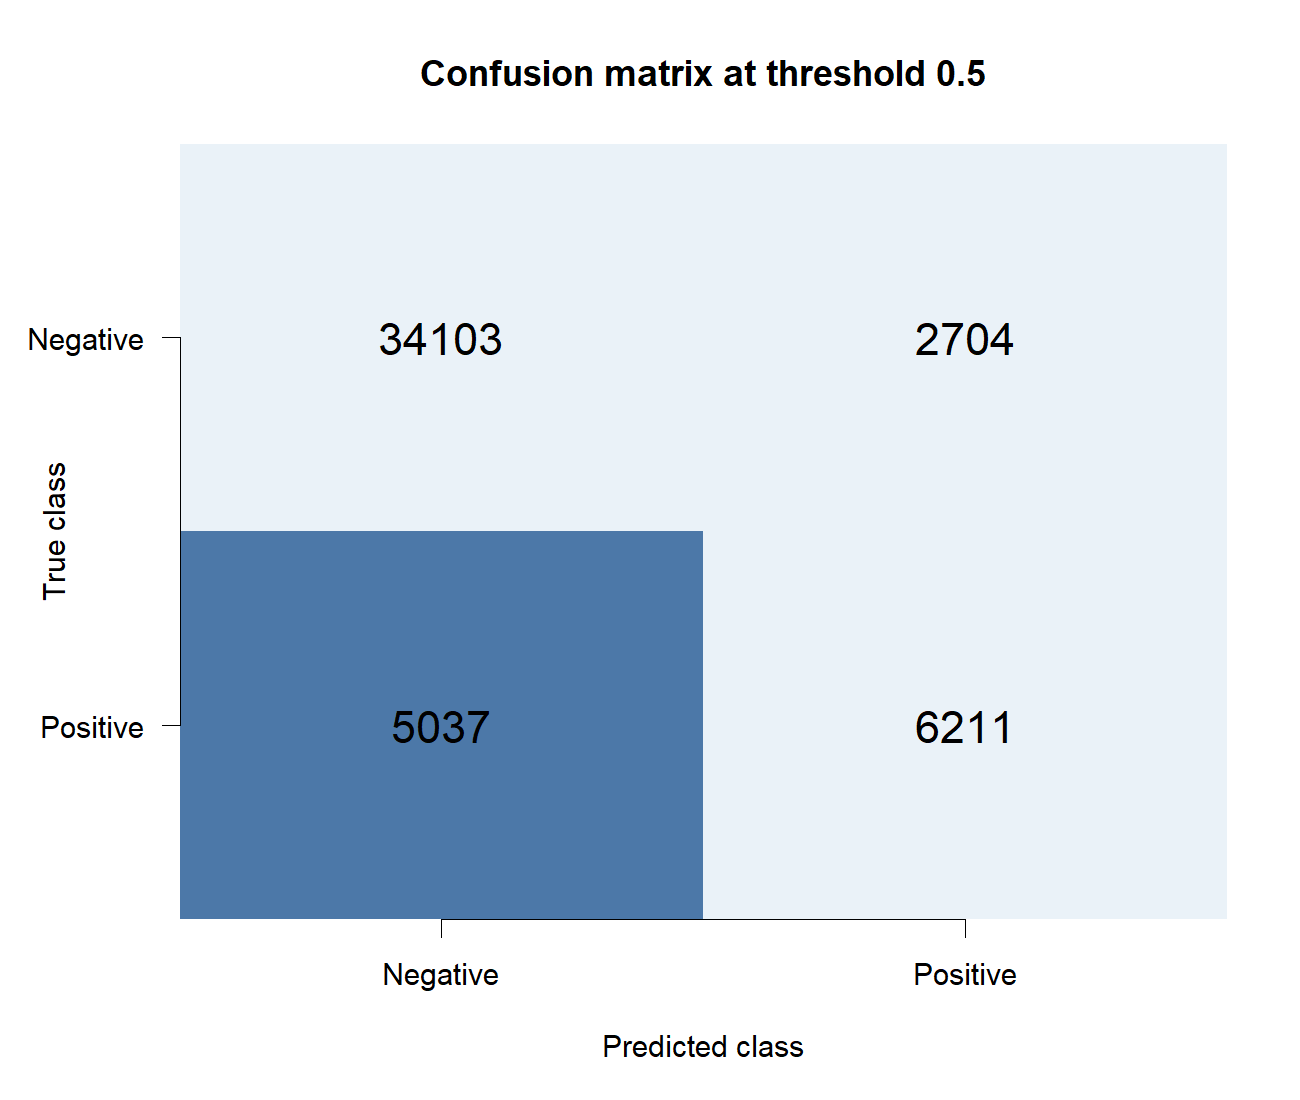 Confusion matrix at threshold 0.5
Negative
34103
2704
True class
Positive
5037
6211
Negative
Positive
Predicted class